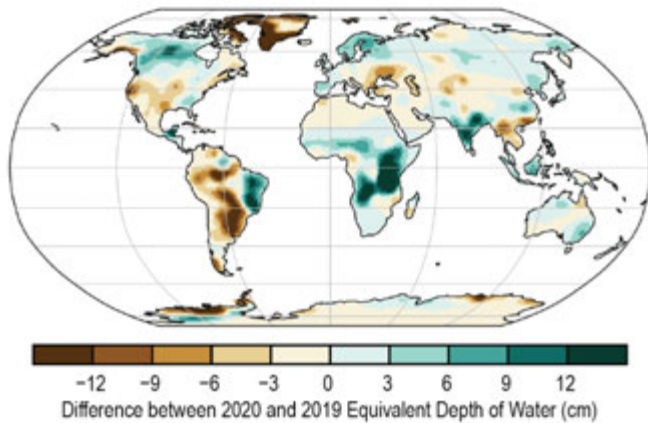 −12 −9 −6 −3 0 3 6 9 12
Difference between 2020 and 2019 Equivalent Depth of Water (cm)